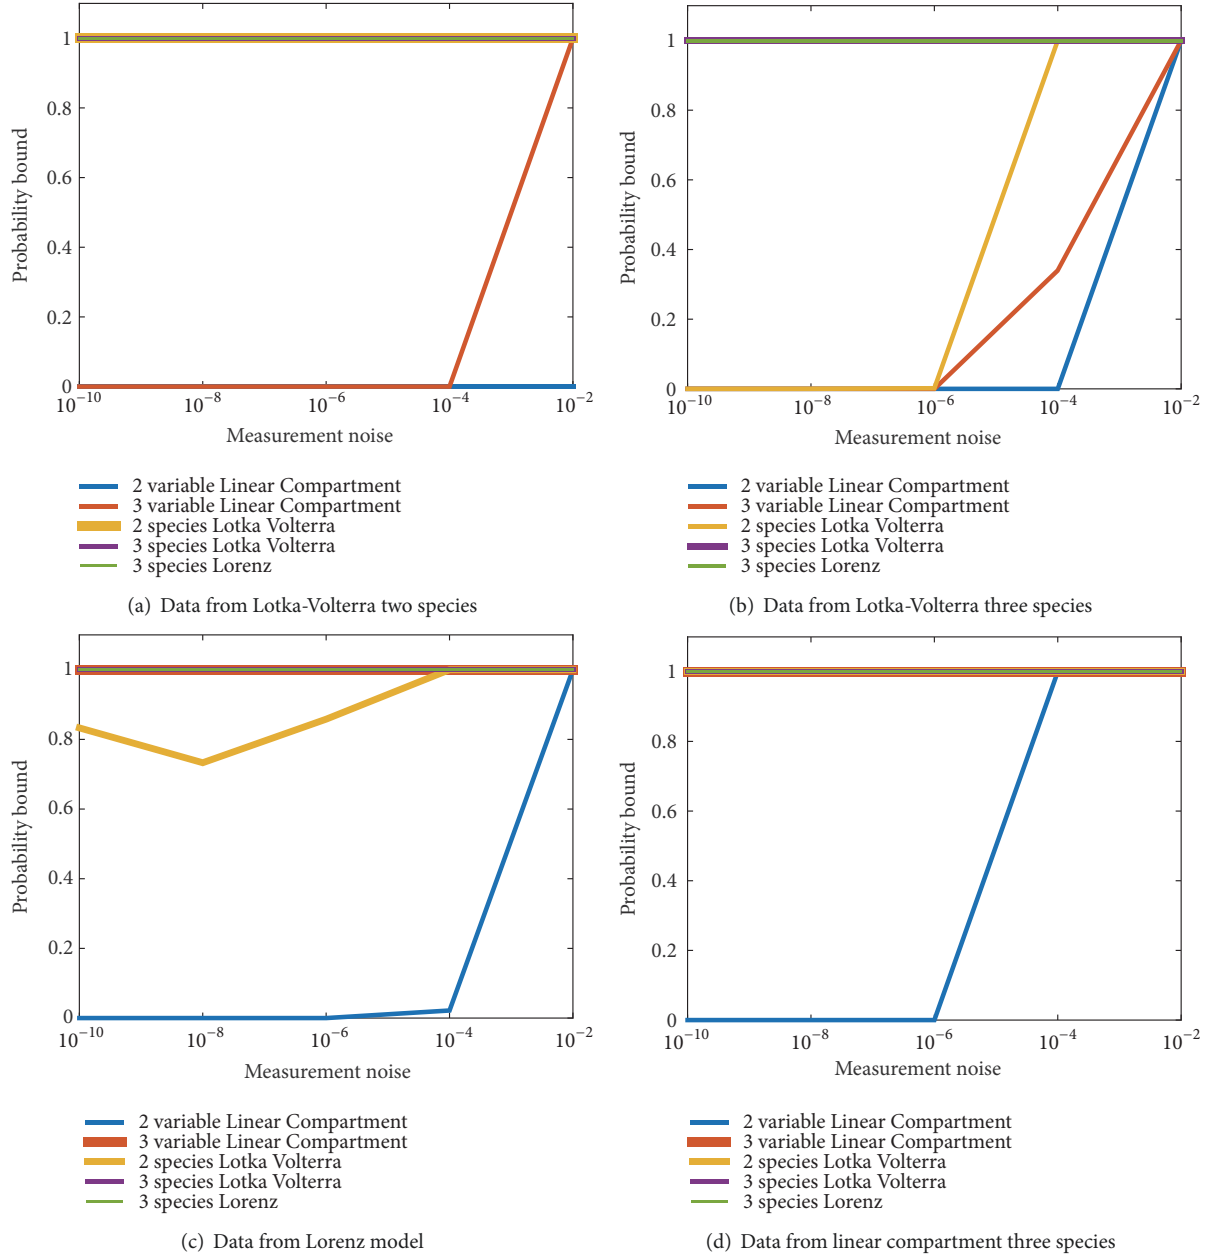 1
0.8
0.6
0.4
0.2
0
Probability bound
10−10
10−8
10−6
10−4
10−2
Measurement noise
2 variable Linear Compartment
3 variable Linear Compartment
2 species Lotka Volterra
3 species Lotka Volterra
3 species Lorenz
(a) Data from Lotka-Volterra two species
1
0.8
0.6
0.4
0.2
0
Probability bound
10−10
10−8
10−6
10−4
10−2
Measurement noise
2 variable Linear Compartment
3 variable Linear Compartment
2 species Lotka Volterra
3 species Lotka Volterra
3 species Lorenz
(b) Data from Lotka-Volterra three species
1
0.8
0.6
0.4
0.2
0
Probability bound
10−10
10−8
10−6
10−4
10−2
Measurement noise
2 variable Linear Compartment
3 variable Linear Compartment
2 species Lotka Volterra
3 species Lotka Volterra
3 species Lorenz
(c) Data from Lorenz model
1
0.8
0.6
0.4
0.2
0
Probability bound
10−10
10−8
10−6
10−4
10−2
Measurement noise
2 variable Linear Compartment
3 variable Linear Compartment
2 species Lotka Volterra
3 species Lotka Volterra
3 species Lorenz
(d) Data from linear compartment three species